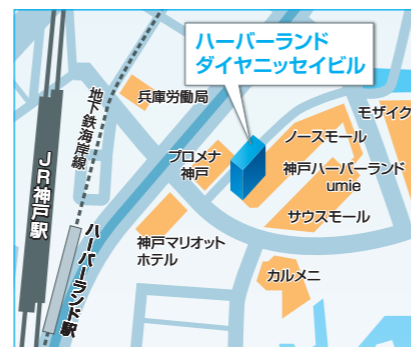 ハーバーランド
ダイヤニッセイビル
兵庫労働局
モザイク
地下鉄海岸線
ノースモール
プロメナ
神戸
神戸ハーバーランド
umie
JR神戸駅
サウスモール
ハーバーランド駅
神戸マリオット
ホテル
カルメニ